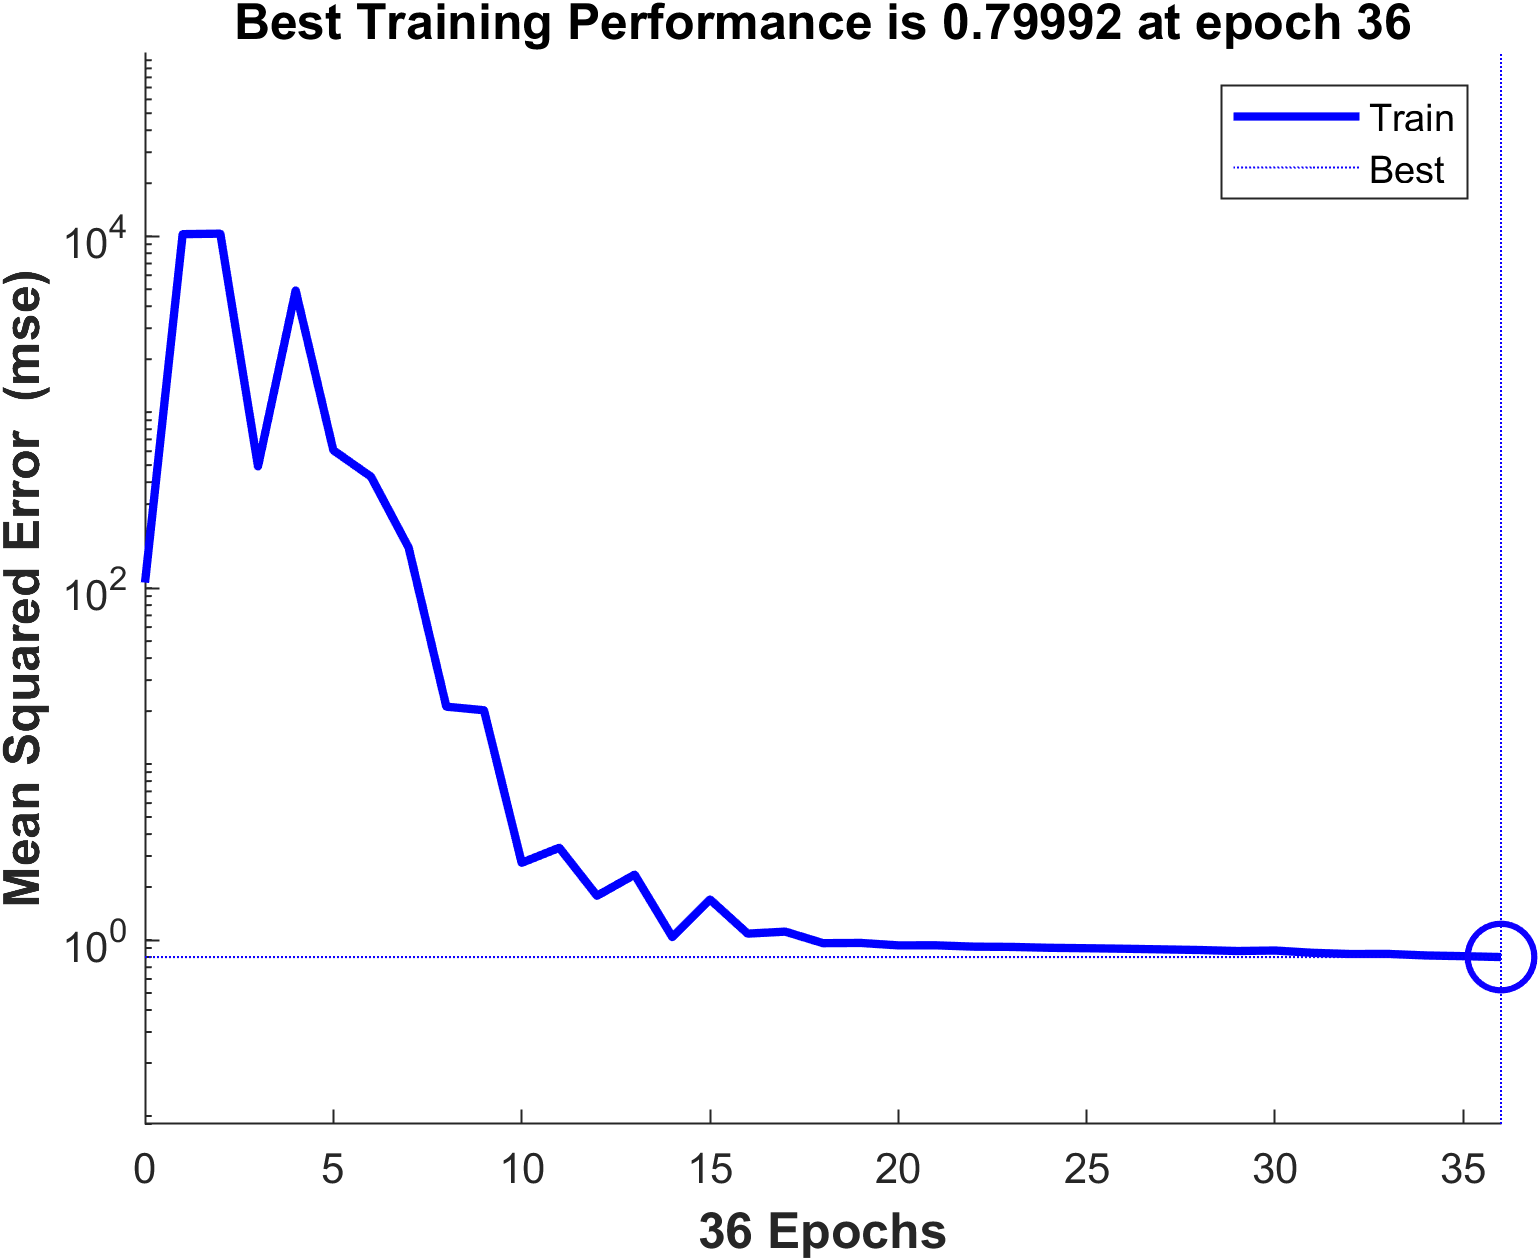 Best Training Performance is 0.79992 at epoch 36
Train
Best
Mean Squared Error (mse)
10^4
10^2
10^0
0 5 10 15 20 25 30 35
36 Epochs